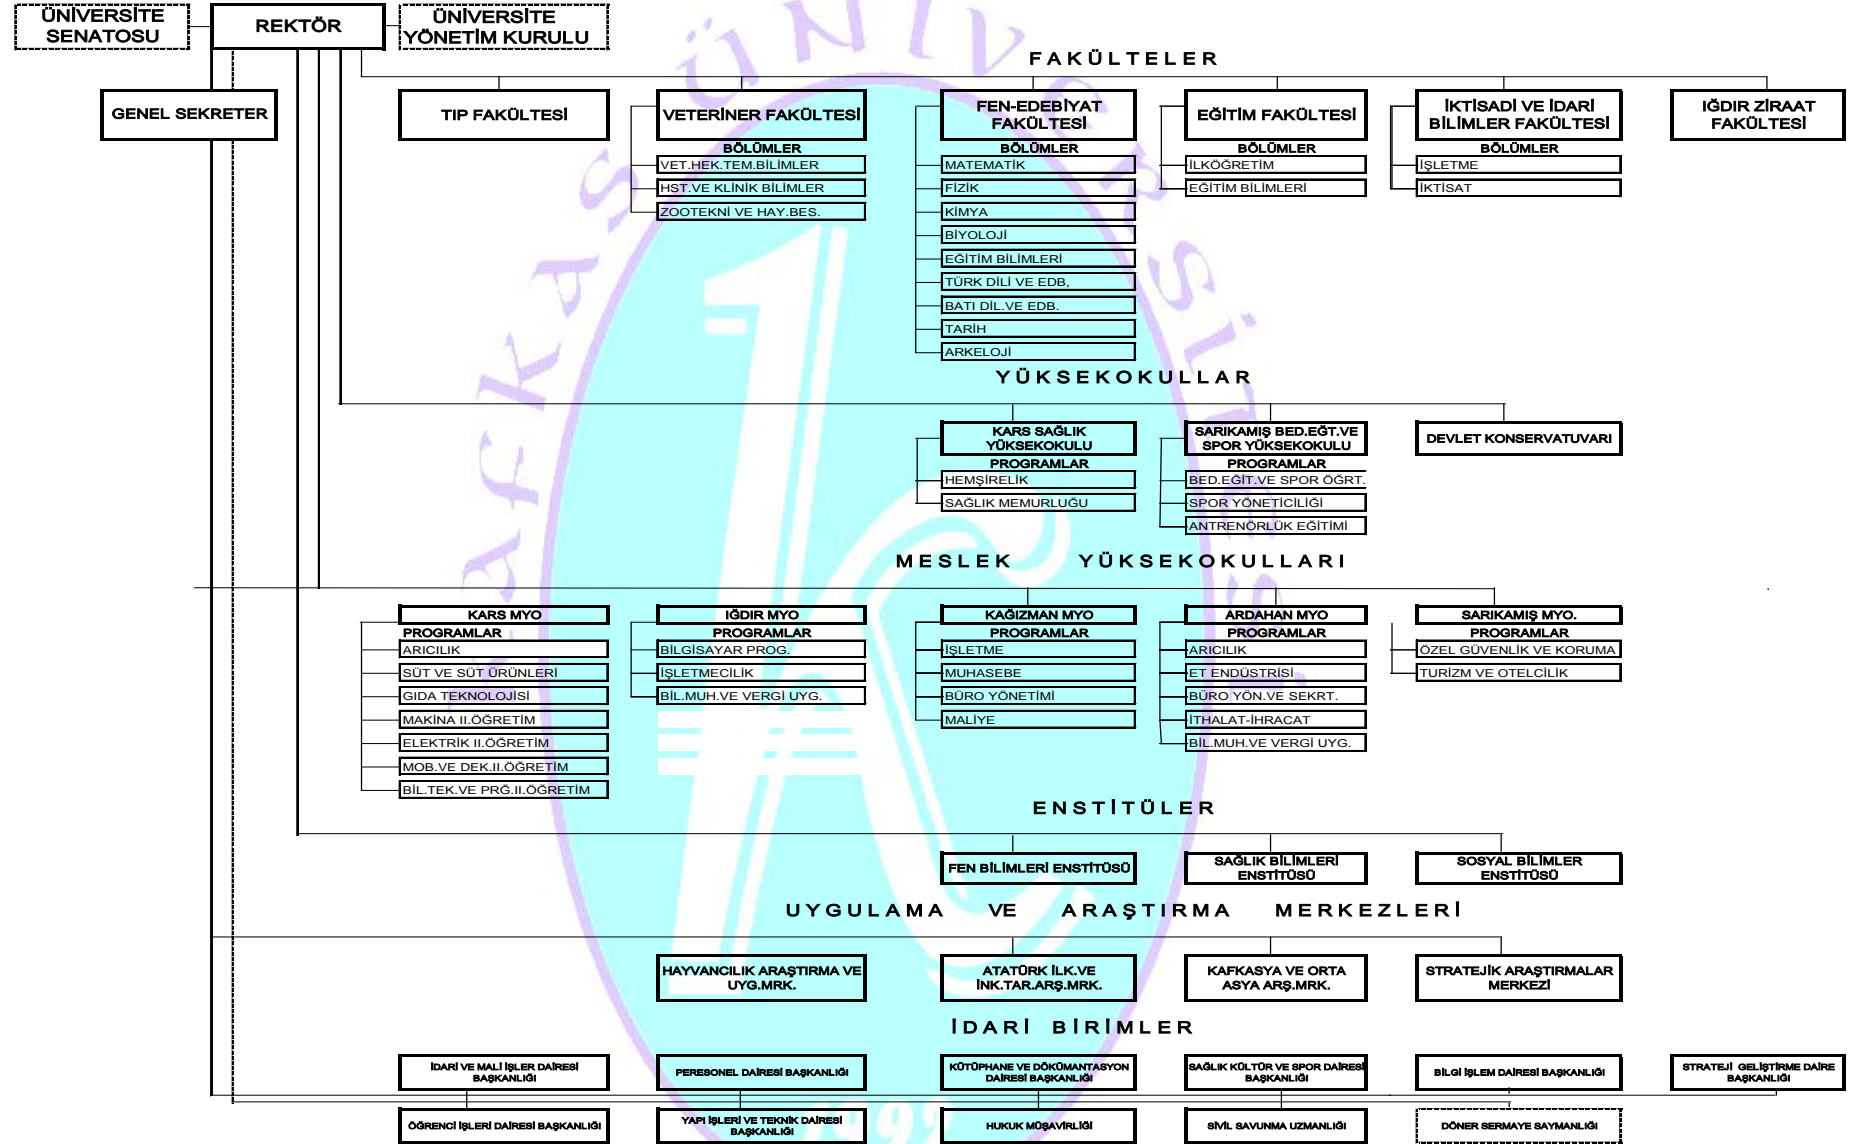 ÜNİVERSİTE
SENATOSU
REKTÖR
ÜNİVERSİTE
YÖNETİM KURULU
FAKÜLTELER
GENEL SEKRETER
TIP FAKÜLTESİ
VETERİNER FAKÜLTESİ
BÖLÜMLER
VET.HEK.TEM.BİLİMLER
HST.VE KLİNİK BİLİMLER
ZOOTEKNİ VE HAY.BES.
FEN-EDEBİYAT
FAKÜLTESİ
BÖLÜMLER
MATEMATİK
FİZİK
KİMYA
BİYOLOJİ
EĞİTİM BİLİMLERİ
TÜRK DİLİ VE EDB,
BATI DİL.VE EDB.
TARİH
ARKELOJİ
EĞİTİM FAKÜLTESİ
BÖLÜMLER
İLKÖĞRETİM
EĞİTİM BİLİMLERİ
İKTİSADİ VE İDARİ
BİLİMLER FAKÜLTESİ
BÖLÜMLER
İŞLETME
İKTİSAT
IĞDIR ZİRAAT
FAKÜLTESİ
YÜKSEKOKULLAR
KARS SAĞLIK
YÜKSEKOKULU
PROGRAMLAR
HEMŞİRELİK
SAĞLIK MEMURLUĞU
SARIKAMIŞ BED.EĞT.VE
SPOR YÜKSEKOKULU
PROGRAMLAR
BED.EĞİT.VE SPOR ÖĞRT.
SPOR YÖNETİCİLİĞİ
ANTRENÖRLÜK EĞİTİMİ
DEVLET KONSERVATUVARI
MESLEK YÜKSEKOKULLARI
KARS MYO
PROGRAMLAR
ARICILIK
SÜT VE SÜT ÜRÜNLERİ
GIDA TEKNOLOJİSİ
MAKİNA II.ÖĞRETİM
ELEKTRİK II.ÖĞRETİM
MOB.VE DEK.II.ÖĞRETİM
BİL.TEK.VE PRĞ.II.ÖĞRETİM
IĞDIR MYO
PROGRAMLAR
BİLGİSAYAR PROG.
İŞLETMECİLİK
BİL.MUH.VE VERGİ UYG.
KAĞIZMAN MYO
PROGRAMLAR
İŞLETME
MUHASEBE
BÜRO YÖNETİMİ
MALİYE
ARDAHAN MYO
PROGRAMLAR
ARICILIK
ET ENDÜSTRİSİ
BÜRO YÖN.VE SEKRT.
İTHALAT-İHRACAT
BİL.MUH.VE VERGİ UYG.
SARIKAMIŞ MYO.
PROGRAMLAR
ÖZEL GÜVENLİK VE KORUMA
TURİZM VE OTELCİLİK
ENSTİTÜLER
FEN BİLİMLERİ ENSTİTÜSÜ
SAĞLIK BİLİMLERİ
ENSTİTÜSÜ
SOSYAL BİLİMLER
ENSTİTÜSÜ
UYGULAMA VE ARAŞTIRMA MERKEZLERİ
HAYVANCILIK ARAŞTIRMA VE
UYG.MRK.
ATATÜRK İLK.VE
İNK.TAR.ARŞ.MRK.
KAFKASYA VE ORTA
ASYA ARŞ.MRK.
STRATEJİK ARAŞTIRMALAR
MERKEZİ
İDARİ BİRİMLER
İDARİ VE MALİ İŞLER DAİRESİ
BAŞKANLIĞI
PERESONEL DAİRESİ BAŞKANLIĞI
KÜTÜPHANE VE DÖKÜMANTASYON
DAİRESİ BAŞKANLIĞI
SAĞLIK KÜLTÜR VE SPOR DAİRESİ
BAŞKANLIĞI
BİLGİ İŞLEM DAİRESİ BAŞKANLIĞI
STRATEJİ GELİŞTİRME DAİRE
BAŞKANLIĞI
ÖĞRENCİ İŞLERİ DAİRESİ BAŞKANLIĞI
YAPI İŞLERİ VE TEKNİK DAİRESİ
BAŞKANLIĞI
HUKUK MÜŞAVİRLİĞİ
SİVİL SAVUNMA UZMANLIĞI
DÖNER SERMAYE SAYMANLIĞI
Kafkas ÜNİVERSİTESİ